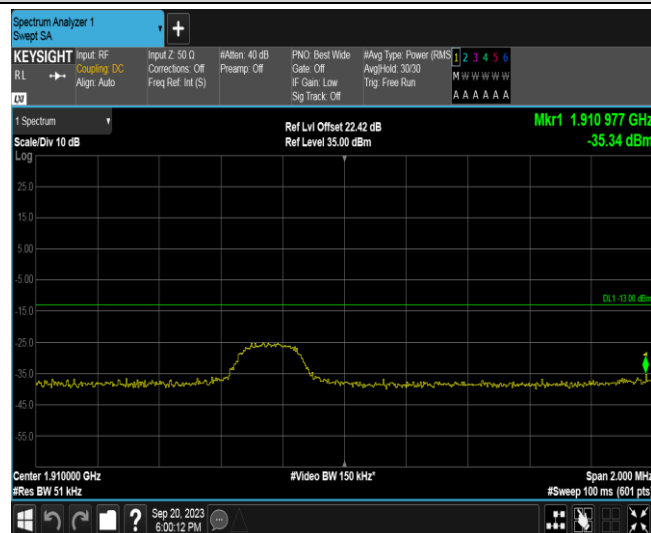 Spectrum Analyzer 1
Swept SA
KEYSIGHT
RL
LXI
Input: RF
Coupling: DC
Align: Auto
Input Z: 50 Ω
Corrections: Off
Freq Ref: Int (S)
#Atten: 40 dB
Preamp: Off
PNO: Best Wide
Gate: Off
IF Gain: Low
Sig Track: Off
#Avg Type: Power (RMS
Avg|Hold: 30/30
Trig: Free Run
1 2 3 4 5 6
M W W W W W
A A A A A A
1 Spectrum
Scale/Div 10 dB
Log
Ref Lvl Offset 22.42 dB
Ref Level 35.00 dBm
Mkr1 1.910 977 GHz
-35.34 dBm
25.0
15.0
5.00
-5.00
DL1 -13.00 dBm
-15.0
-25.0
1
-35.0
-45.0
-55.0
Center 1.910000 GHz
#Res BW 51 kHz
#Video BW 150 kHz*
Span 2.000 MHz
#Sweep 100 ms (601 pts)
Sep 20, 2023
6:00:12 PM